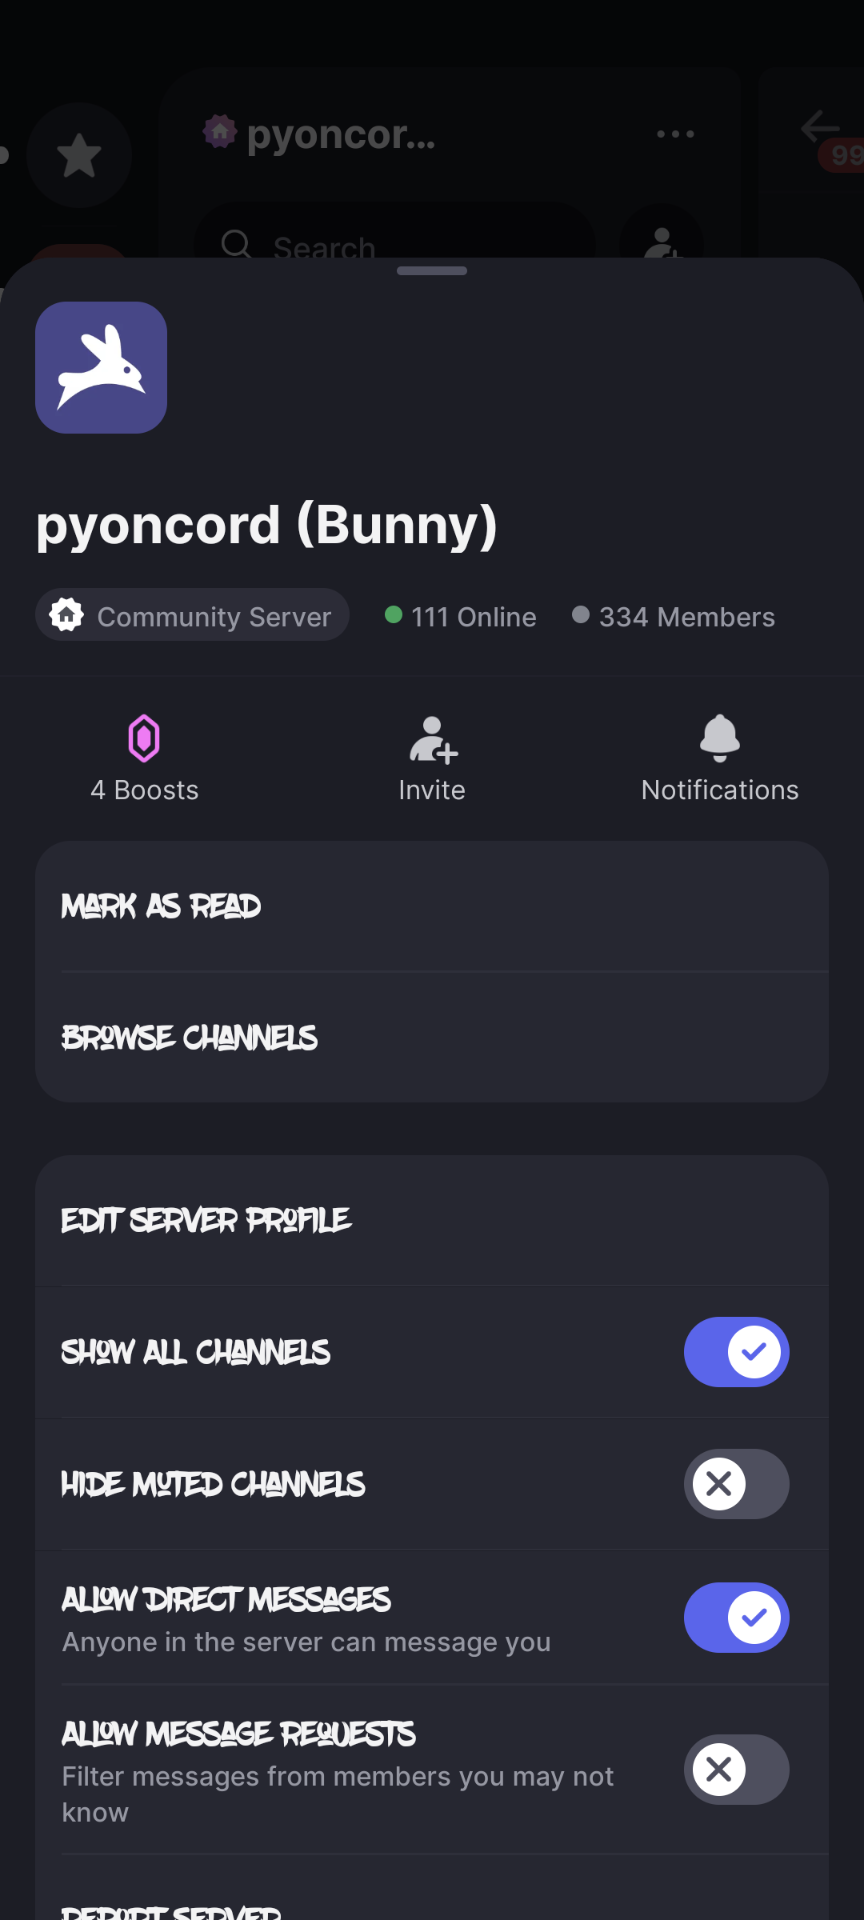 pyoncor...
99
Search
pyoncord (Bunny)
Community Server
111 Online
334 Members
4 Boosts
Invite
Notifications
MARK AS READ
BROWSE CHANNELS
EDIT SERVER PROFILE
SHOW ALL CHANNELS
HIDE MUTED CHANNELS
ALLOW DIRECT MESSAGES
Anyone in the server can message you
ALLOW MESSAGE REQUESTS
Filter messages from members you may not
know
REPORT SERVER